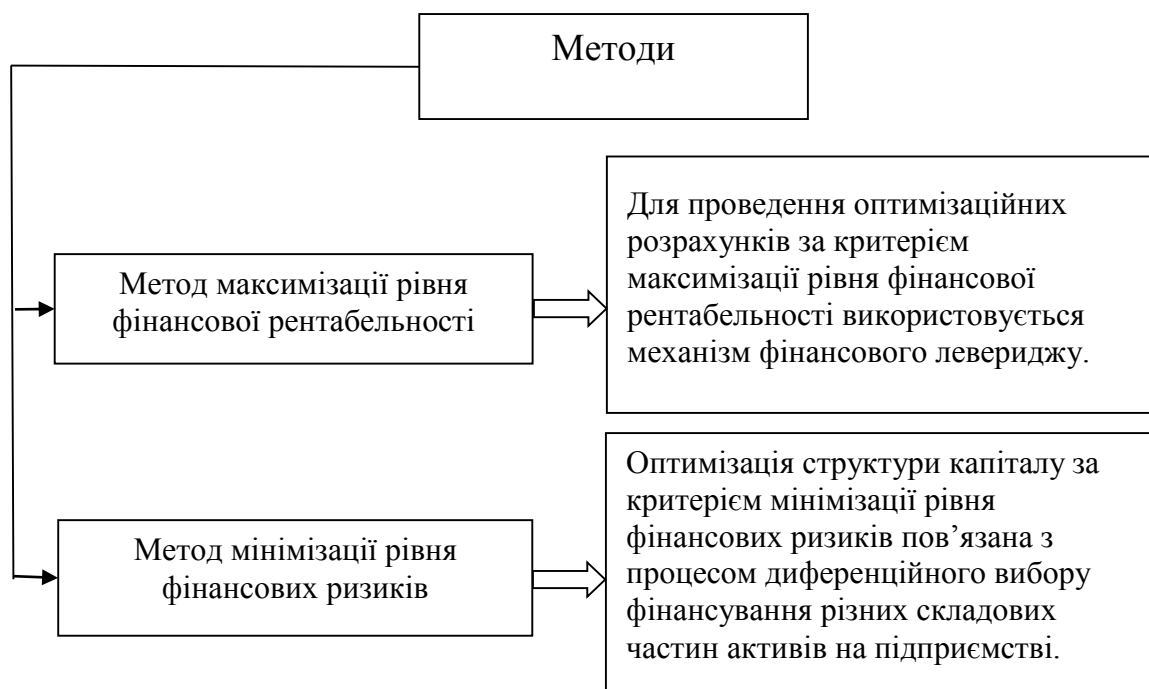 Методи
Метод максимізації рівня
фінансової рентабельності
Для проведення оптимізаційних
розрахунків за критерієм
максимізації рівня фінансової
рентабельності використовується
механізм фінансового левериджу.
Метод мінімізації рівня
фінансових ризиків
Оптимізація структури капіталу за
критерієм мінімізації рівня
фінансових ризиків пов’язана з
процесом диференційного вибору
фінансування різних складових
частин активів на підприємстві.